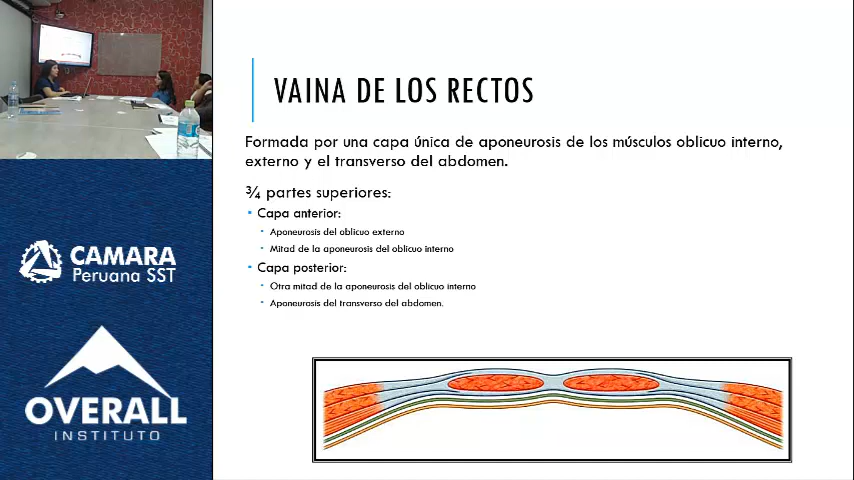 VAINA DE LOS RECTOS
Formada por una capa única de aponeurosis de los músculos oblicuo interno,
externo y el transverso del abdomen.
¾ partes superiores:
• Capa anterior:
• Aponeurosis del oblicuo externo
• Mitad de la aponeurosis del oblicuo interno
• Capa posterior:
• Otra mitad de la aponeurosis del oblicuo interno
• Aponeurosis del transverso del abdomen.
CAMARA
Peruana SST
OVERALL
INSTITUTO